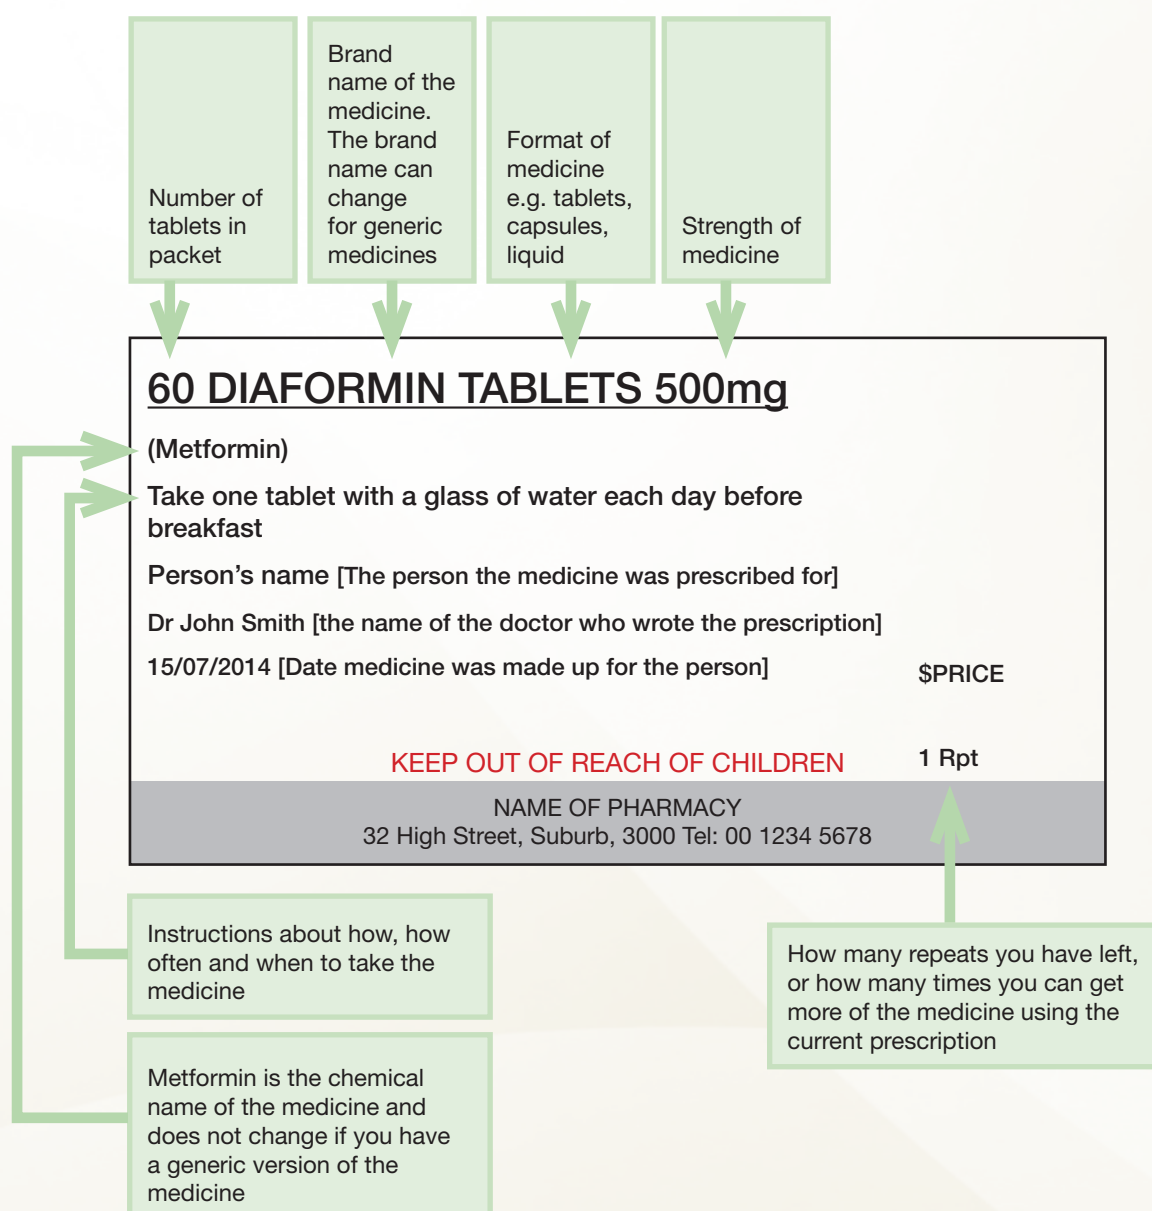 Number of
tablets in
packet
Brand
name of the
medicine.
The brand
name can
change
for generic
medicines
Format of
medicine
e.g. tablets,
capsules,
liquid
Strength of
medicine
60 DIAFORMIN TABLETS 500mg
(Metformin)
Take one tablet with a glass of water each day before
breakfast
Person's name [The person the medicine was prescribed for]
Dr John Smith [the name of the doctor who wrote the prescription]
15/07/2014 [Date medicine was made up for the person]
$PRICE
KEEP OUT OF REACH OF CHILDREN
1 Rpt
NAME OF PHARMACY
32 High Street, Suburb, 3000 Tel: 00 1234 5678
Instructions about how, how
often and when to take the
medicine
How many repeats you have left,
or how many times you can get
more of the medicine using the
current prescription
Metformin is the chemical
name of the medicine and
does not change if you have
a generic version of the
medicine